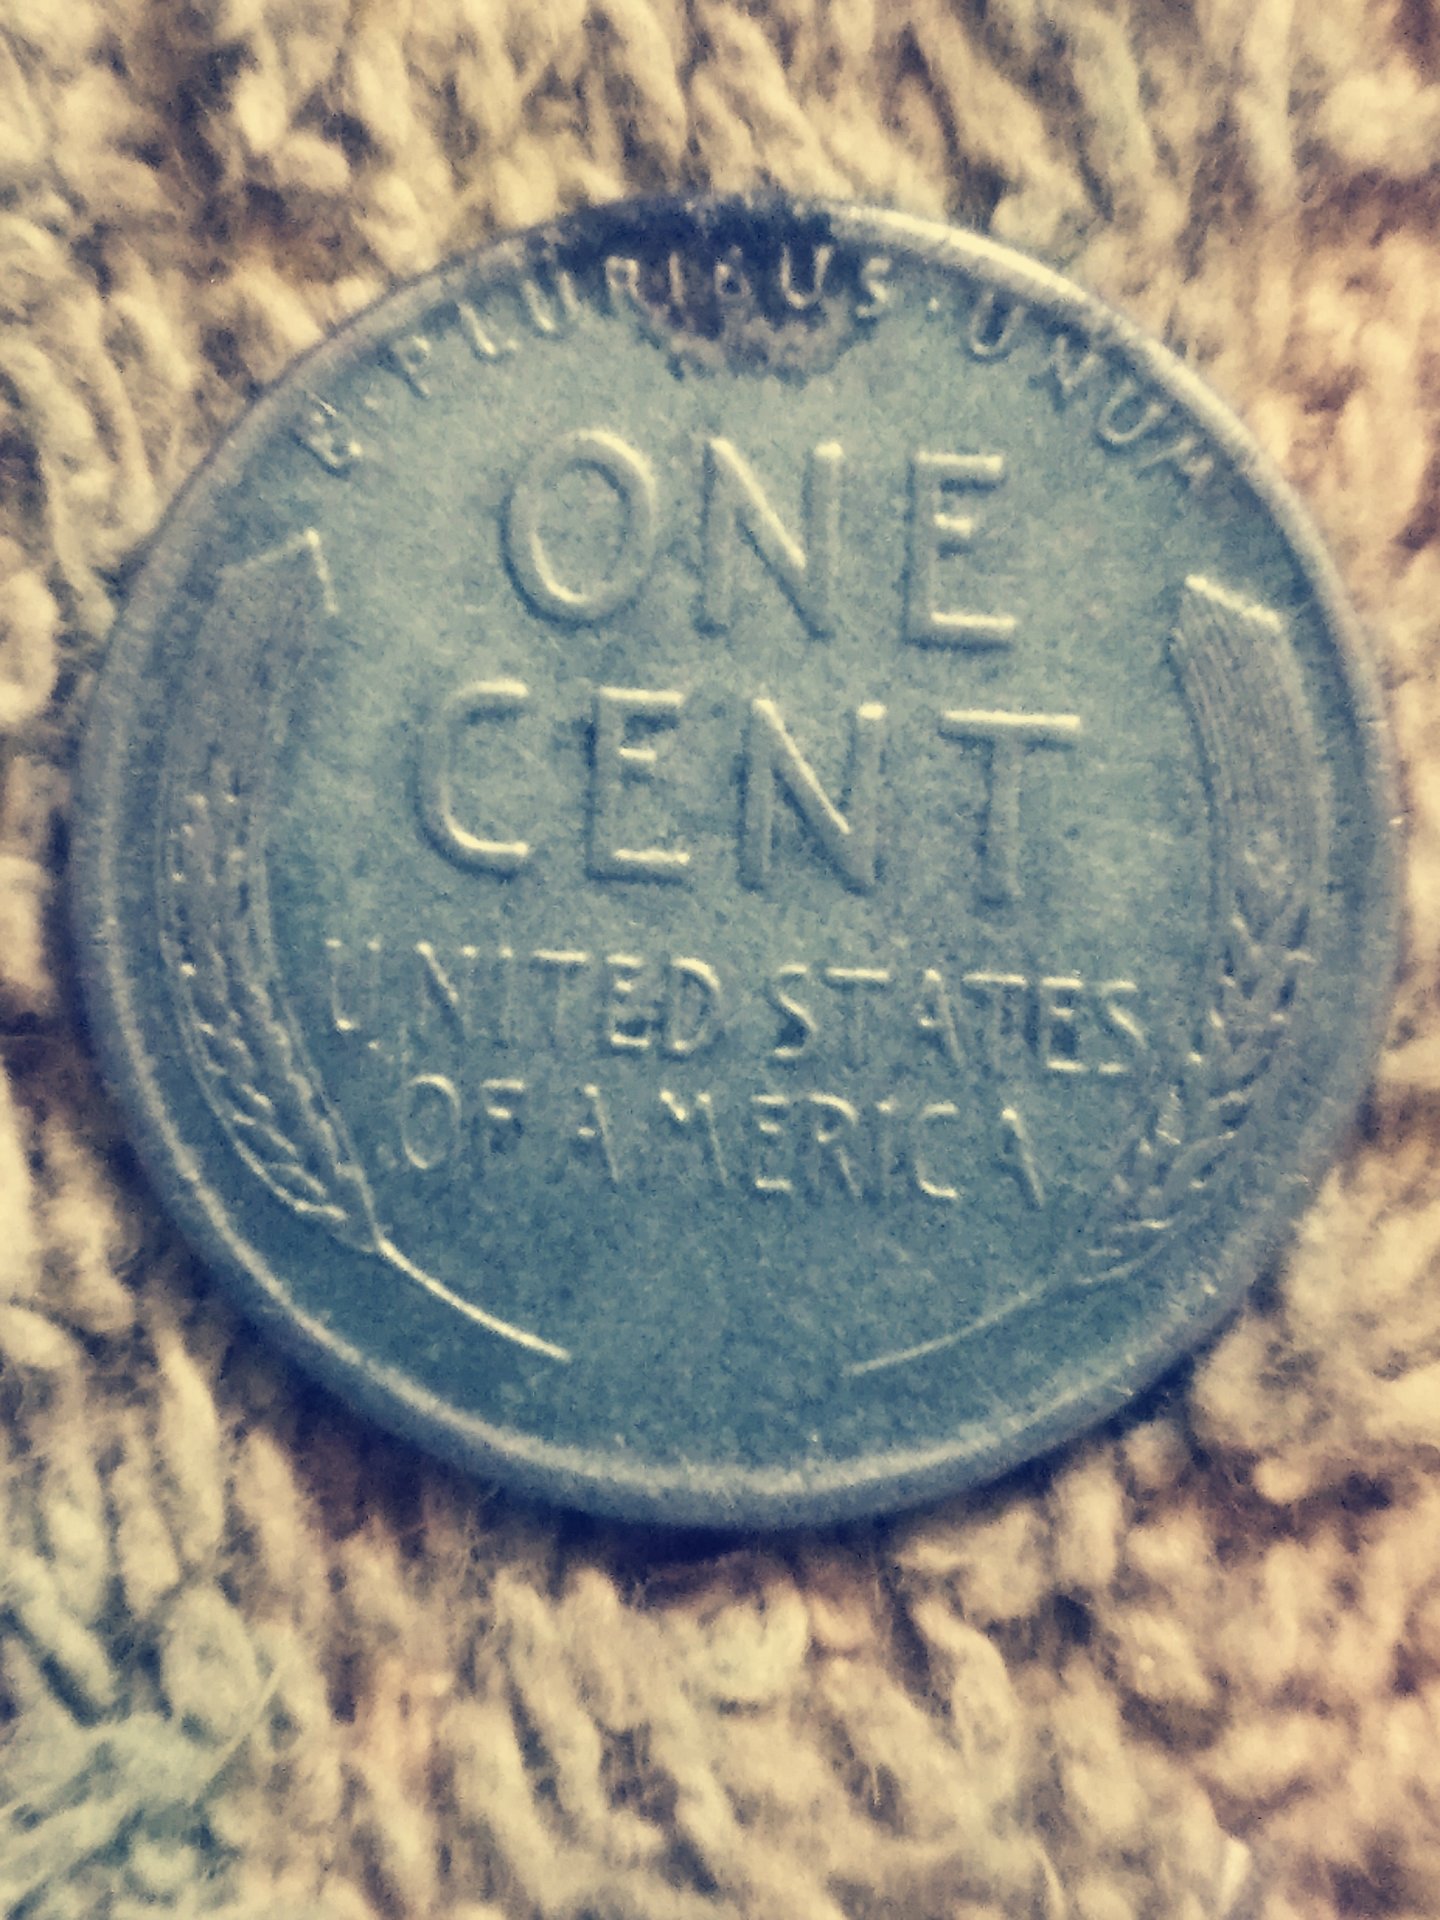 E·PLURIBUS·UNUM
ONE
CENT
UNITED STATES
OF AMERICA